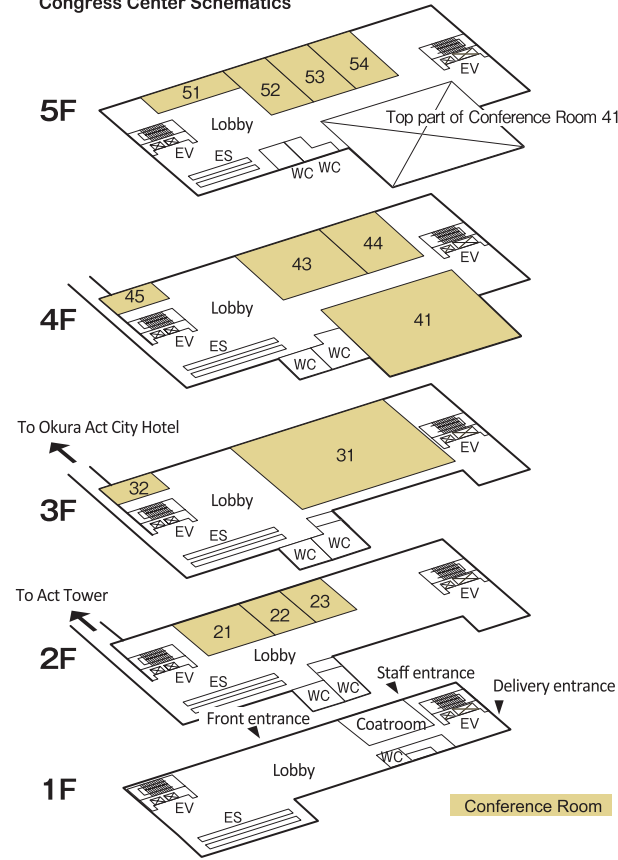 Congress Center Schematics
5F
51
52
53
54
EV
Top part of Conference Room 41
Lobby
EV
ES
WC
WC
4F
45
43
44
EV
Lobby
41
EV
ES
WC
WC
To Okura Act City Hotel
3F
32
31
EV
Lobby
EV
ES
WC
WC
To Act Tower
2F
21
22
23
EV
Lobby
EV
ES
WC
WC
Staff entrance
Delivery entrance
Front entrance
1F
Coatroom
EV
WC
Lobby
EV
ES
Conference Room